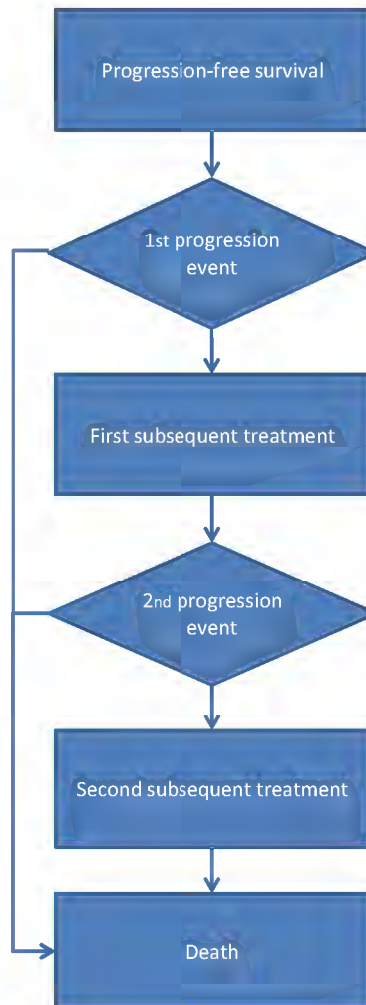 Progression-free survival
1st progression
event
First subsequent treatment
2nd progression
event
Second subsequent treatment
Death